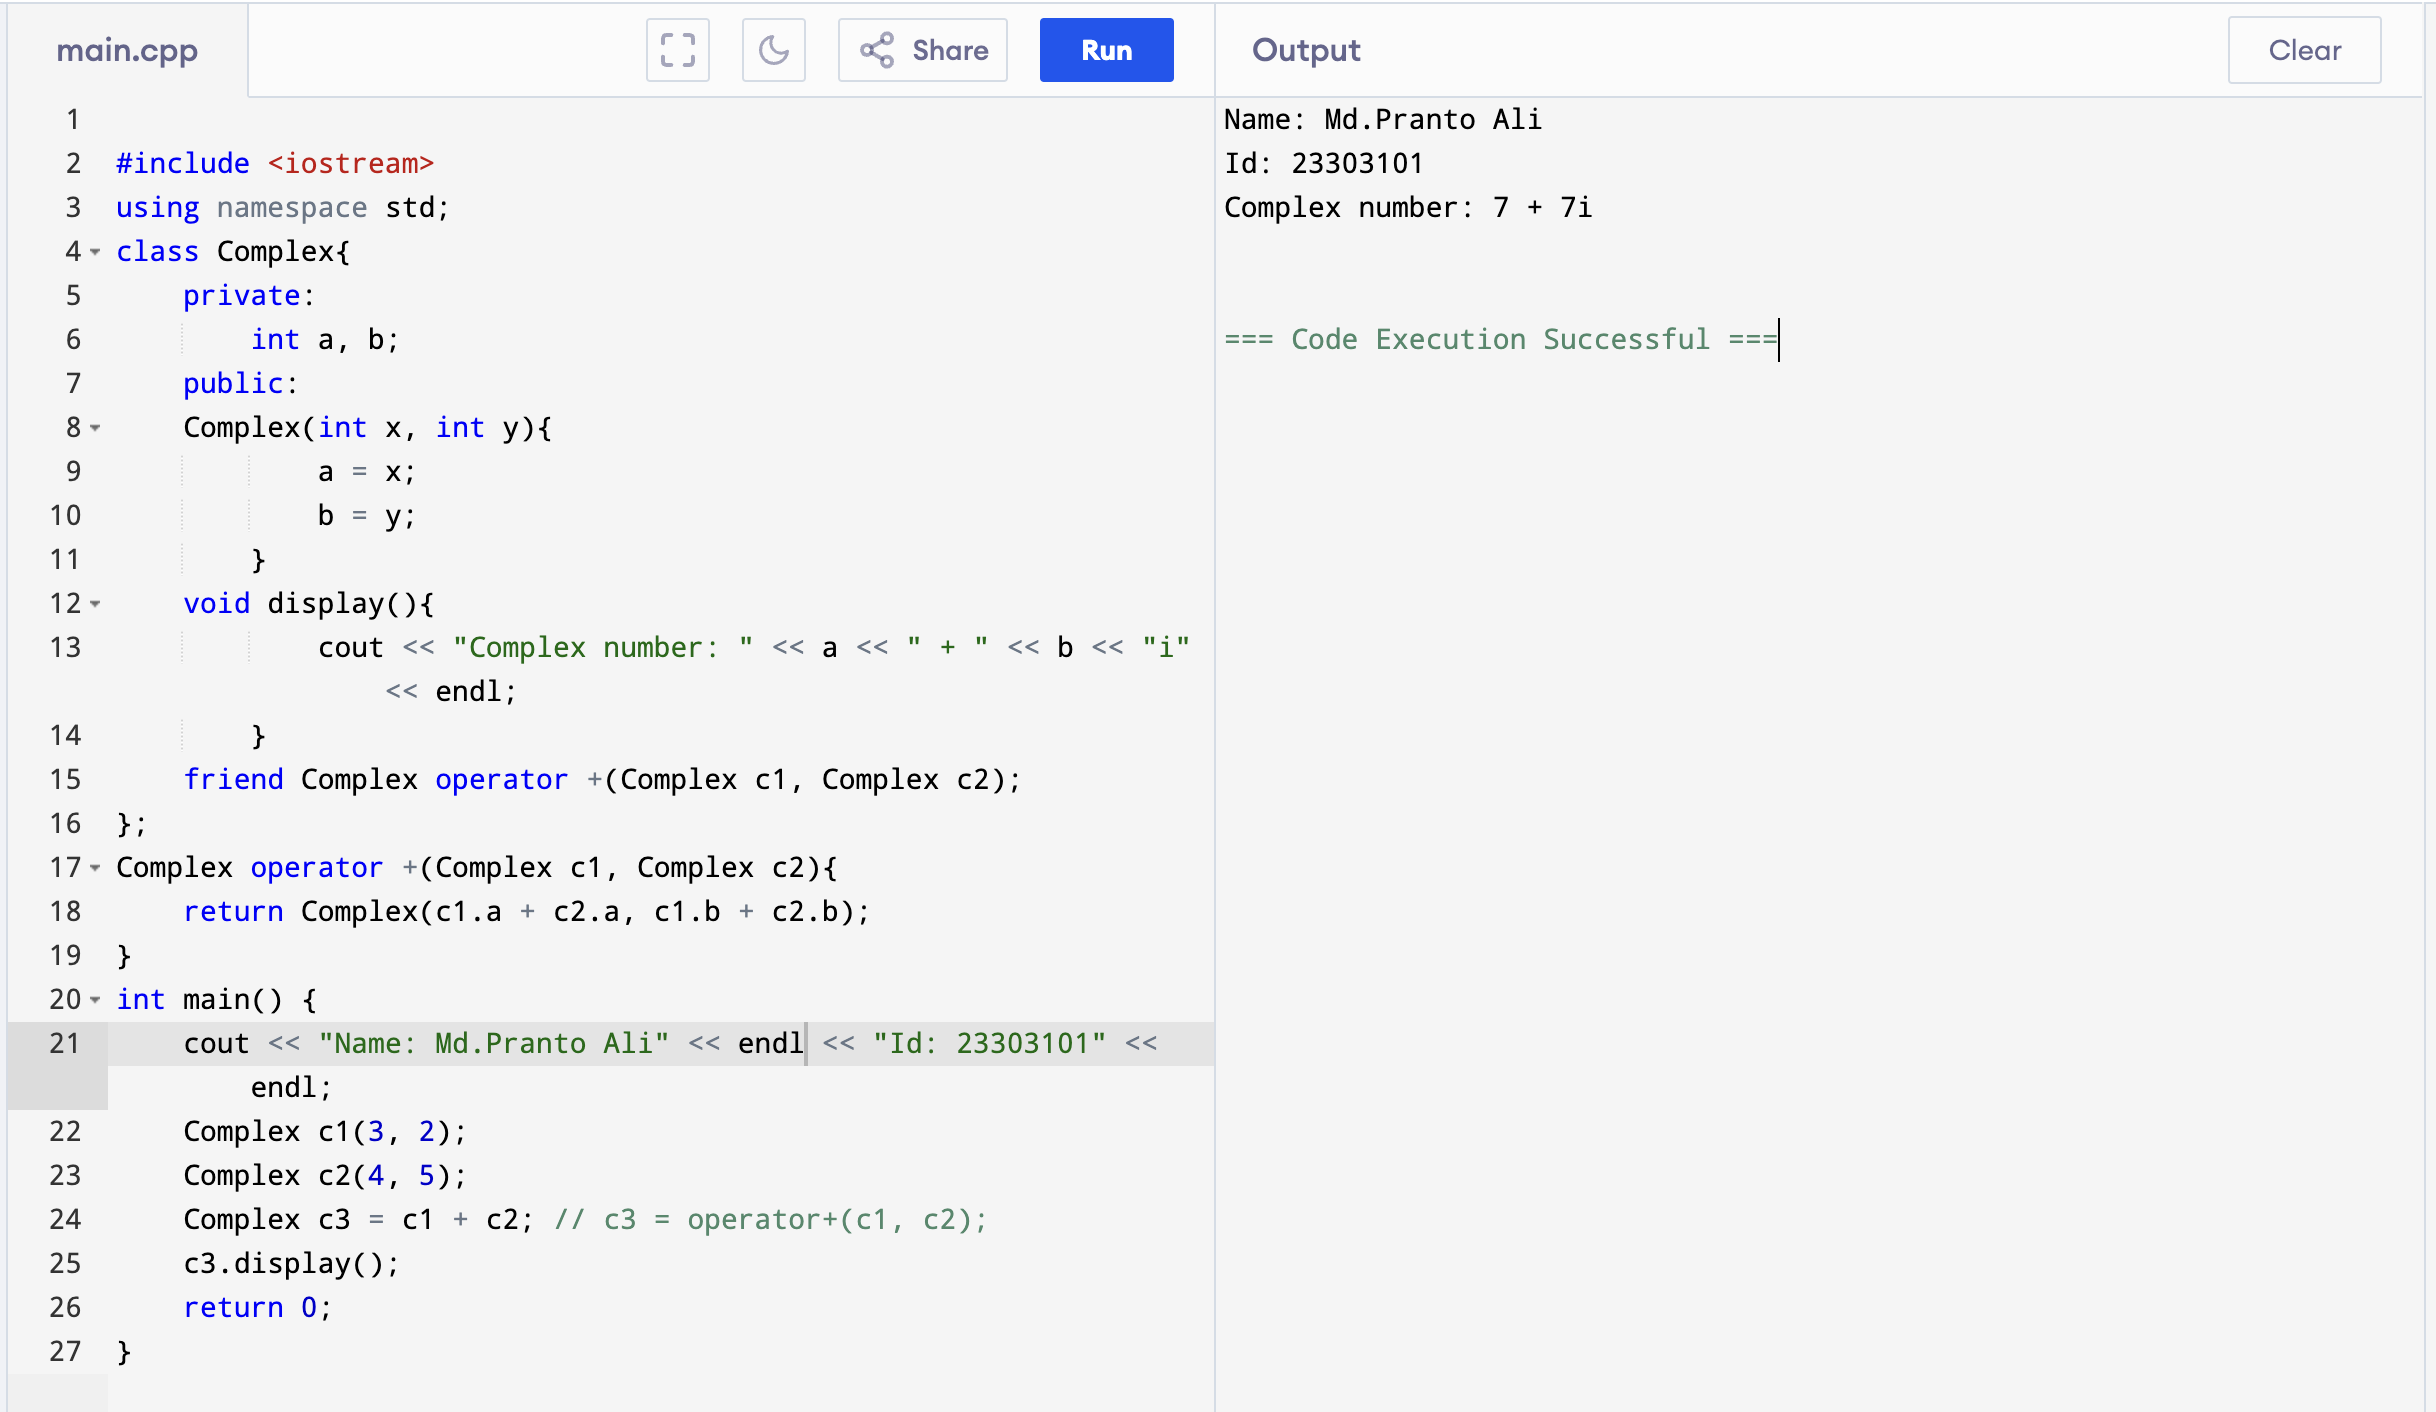 main.cpp
Share
Run
Output
Clear
1
2 #include <iostream>
3 using namespace std;
4 class Complex{
5     private:
6         int a, b;
7     public:
8     Complex(int x, int y){
9             a = x;
10             b = y;
11         }
12     void display(){
13             cout << "Complex number: " << a << " + " << b << "i"
                << endl;
14         }
15     friend Complex operator +(Complex c1, Complex c2);
16 };
17 Complex operator +(Complex c1, Complex c2){
18     return Complex(c1.a + c2.a, c1.b + c2.b);
19 }
20 int main() {
21     cout << "Name: Md.Pranto Ali" << endl << "Id: 23303101" <<
        endl;
22     Complex c1(3, 2);
23     Complex c2(4, 5);
24     Complex c3 = c1 + c2; // c3 = operator+(c1, c2);
25     c3.display();
26     return 0;
27 }
Name: Md.Pranto Ali
Id: 23303101
Complex number: 7 + 7i
=== Code Execution Successful ===